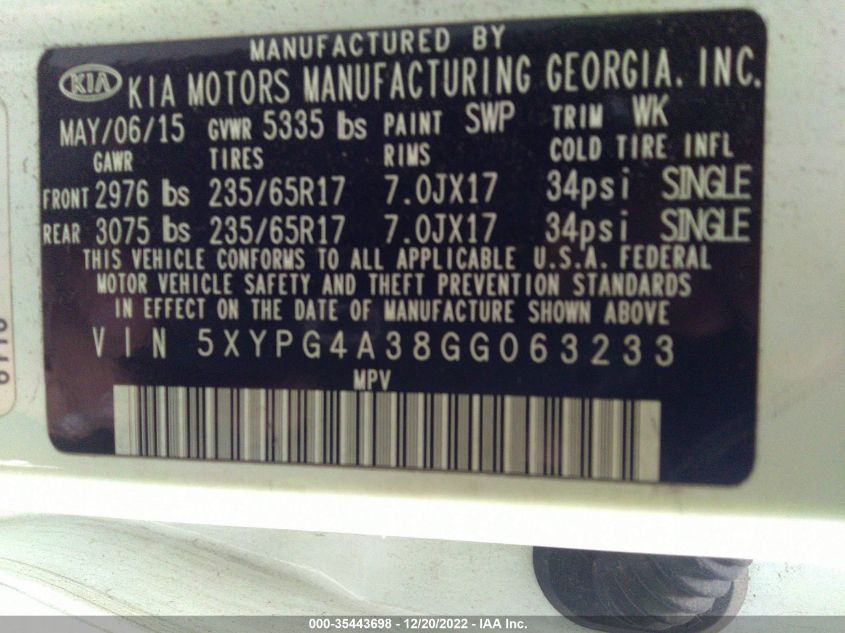 MANUFACTURED BY
KIA KIA MOTORS MANUFACTURING GEORGIA. INC.
MAY/06/15 GVWR 5335 lbs PAINT SWP TRIM WK
GAWR TIRES RIMS COLD TIRE INFL
FRONT 2976 lbs 235/65R17 7.0JX17 34psi SINGLE
REAR 3075 lbs 235/65R17 7.0JX17 34psi SINGLE
THIS VEHICLE CONFORMS TO ALL APPLICABLE U.S.A. FEDERAL
MOTOR VEHICLE SAFETY AND THEFT PREVENTION STANDARDS
IN EFFECT ON THE DATE OF MANUFACTURE SHOWN ABOVE
VIN 5XYPG4A38GG063233
MPV
000-35443698 - 12/20/2022 - IAA Inc.